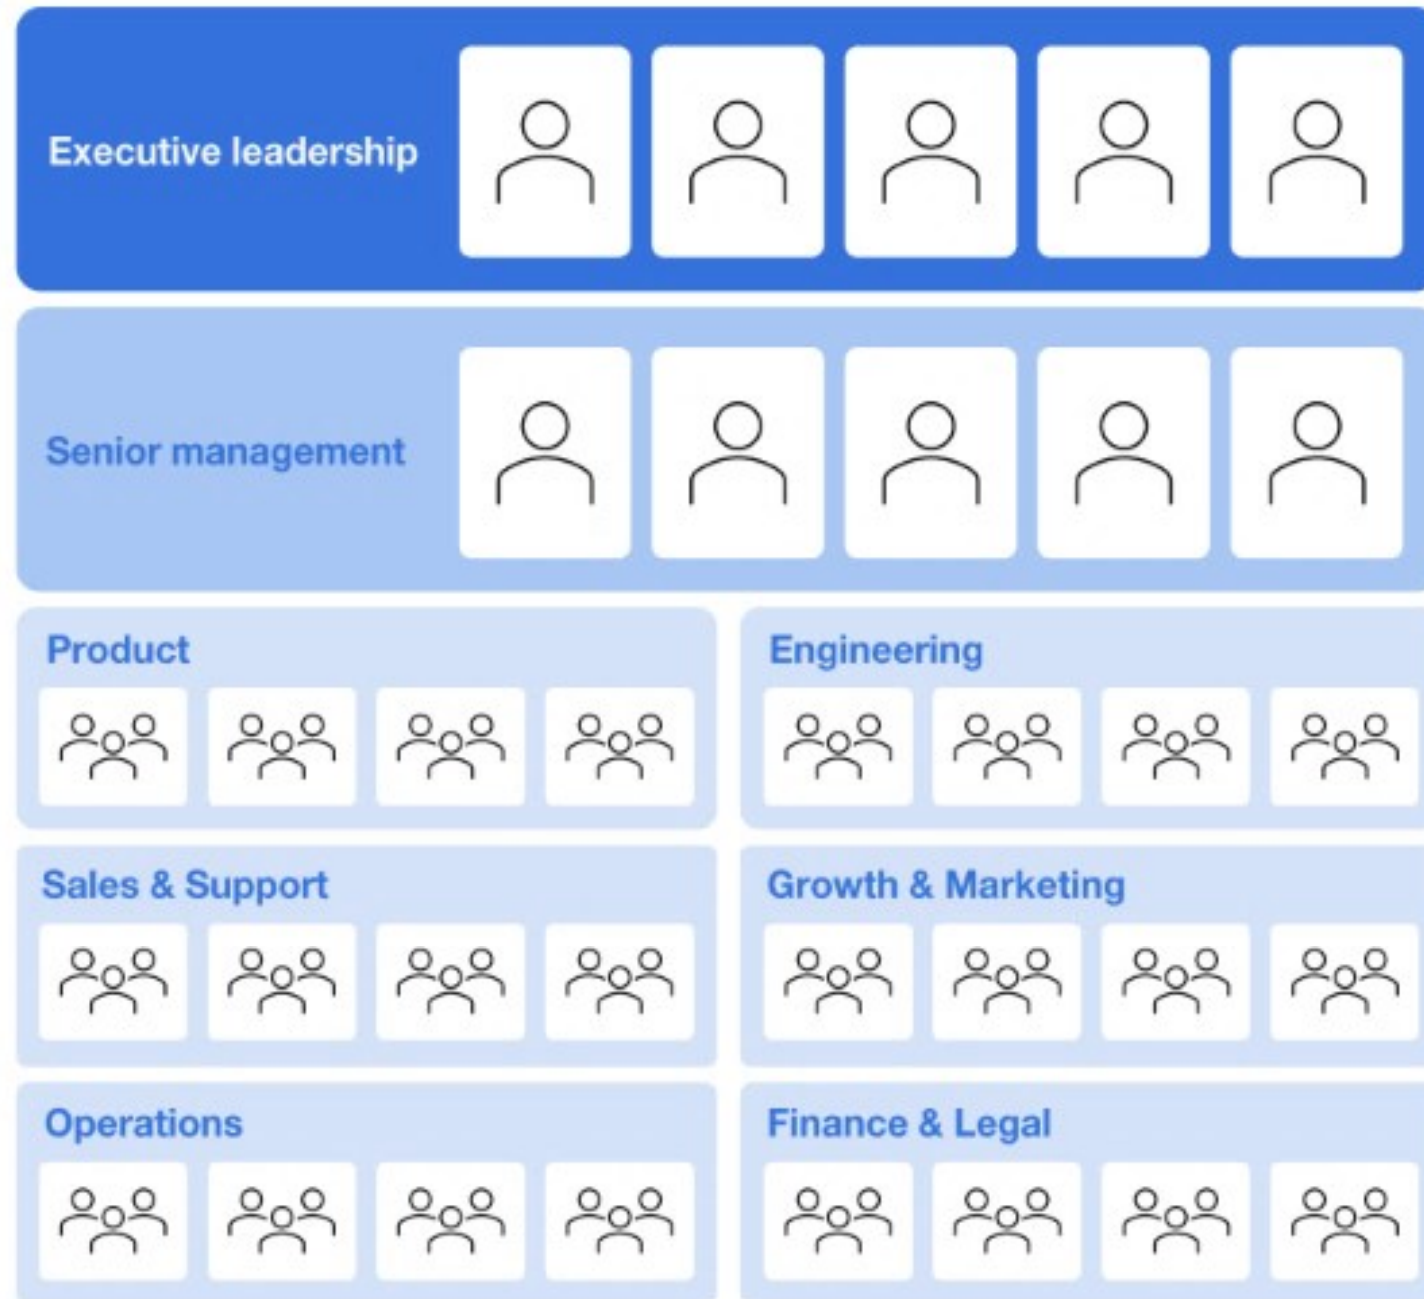 Executive leadership
Senior management
Product
Engineering
Sales & Support
Growth & Marketing
Operations
Finance & Legal